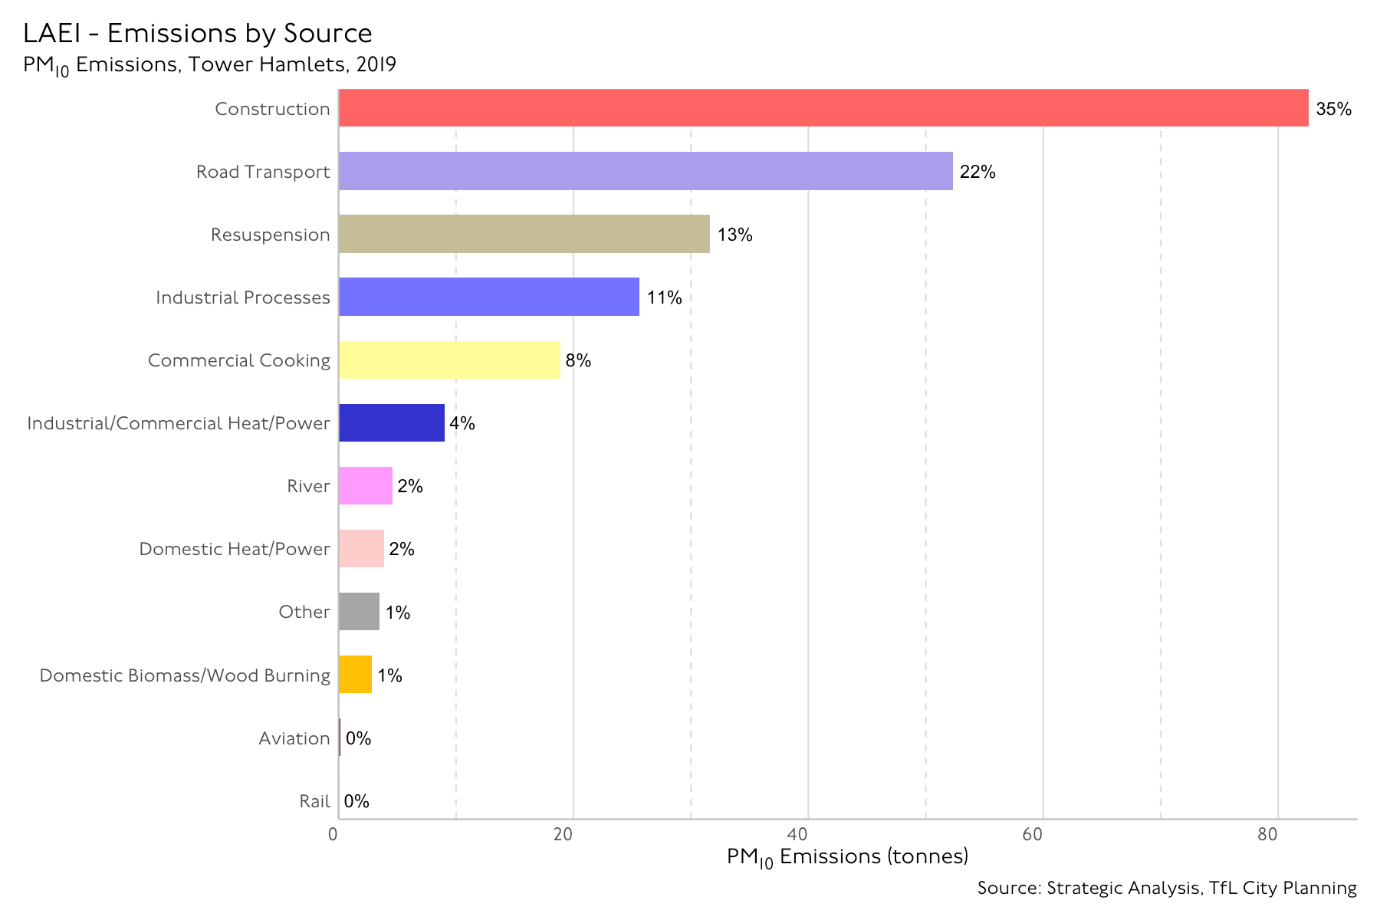 LAEI - Emissions by Source
PM10 Emissions, Tower Hamlets, 2019
Construction 35%
Road Transport 22%
Resuspension 13%
Industrial Processes 11%
Commercial Cooking 8%
Industrial/Commercial Heat/Power 4%
River 2%
Domestic Heat/Power 2%
Other 1%
Domestic Biomass/Wood Burning 1%
Aviation 0%
Rail 0%
0 20 40 60 80
PM10 Emissions (tonnes)
Source: Strategic Analysis, TfL City Planning